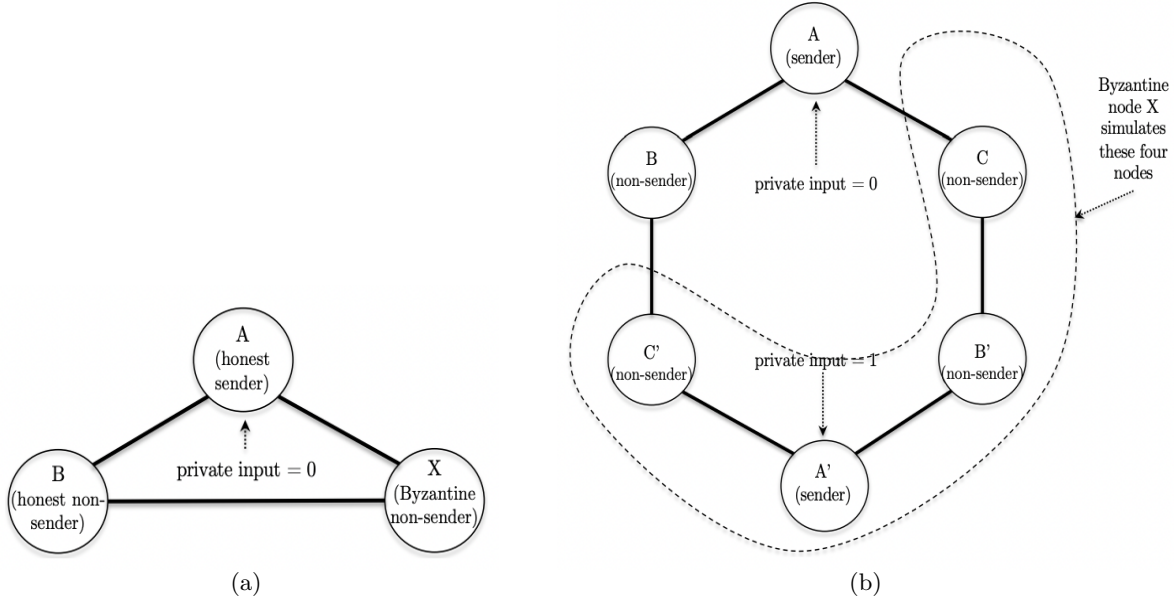 A
(honest
sender)
private input = 0
B
(honest non-
sender)
X
(Byzantine
non-sender)
(a)
A
(sender)
private input = 0
B
(non-sender)
C
(non-sender)
Byzantine
node X
simulates
these four
nodes
C'
(non-sender)
private input = 1
B'
(non-sender)
A'
(sender)
(b)